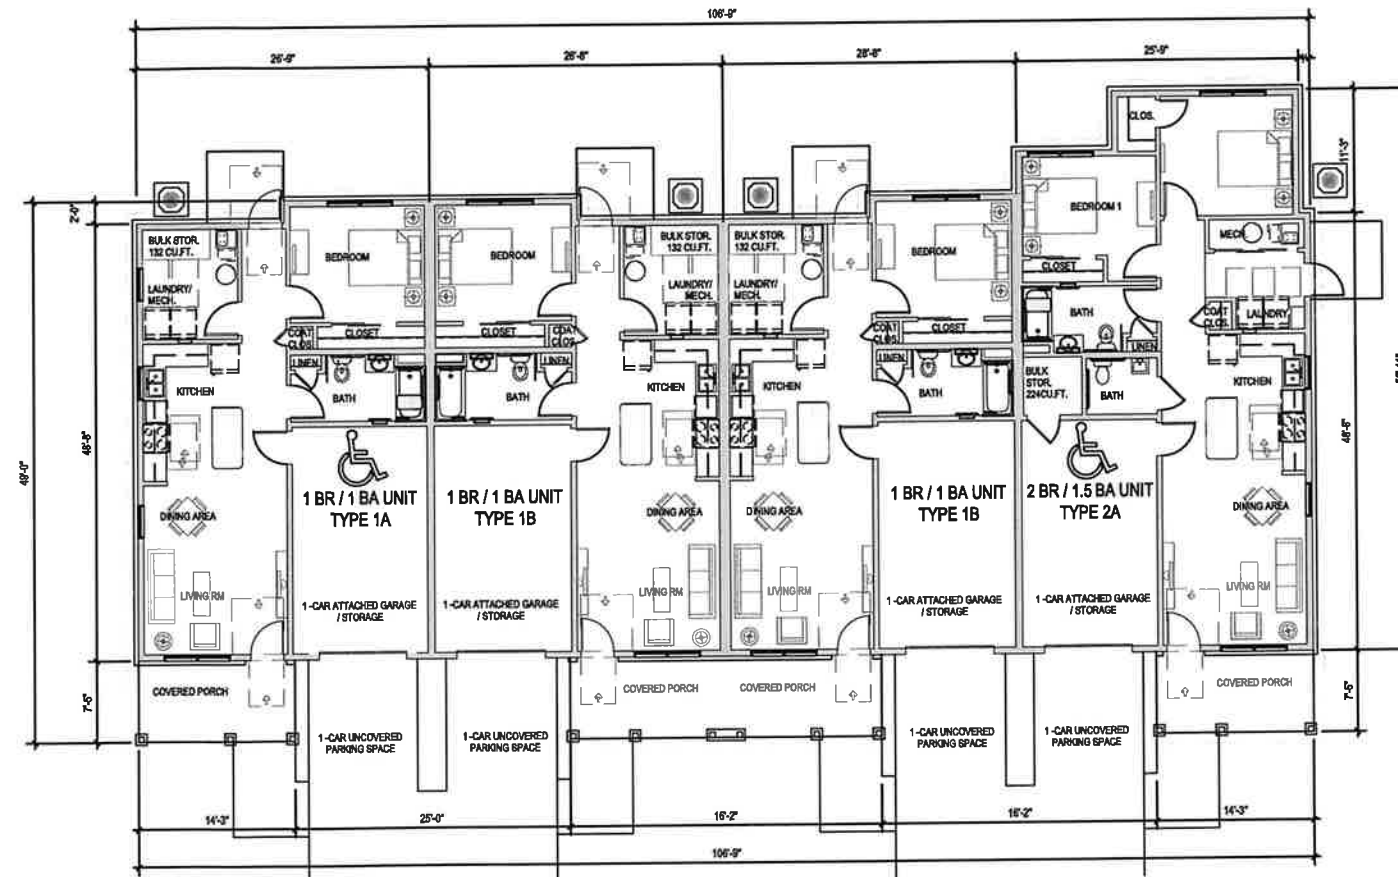 106'-9"
26'-9"
26'-8"
28'-8"
25'-9"
CLOS.
11'-3"
2'-0"
BULK STOR.
132 CU.FT.
BEDROOM
BEDROOM
BULK STOR.
132 CU.FT.
BULK STOR.
132 CU.FT.
BEDROOM
BEDROOM 1
MECH.
LAUNDRY/
MECH.
LAUNDRY/
MECH.
LAUNDRY/
MECH.
CLOSET
COAT
CLOS.
CLOSET
CLOSET
COAT
CLOS.
COAT
CLOS.
CLOSET
BATH
COAT
CLOS.
LAUNDRY
LINEN
LINEN
LINEN
LINEN
KITCHEN
BATH
BATH
KITCHEN
KITCHEN
BATH
BULK
STOR.
224CU.FT.
BATH
KITCHEN
49'-0"
48'-8"
48'-8"
1 BR / 1 BA UNIT
TYPE 1A
1 BR / 1 BA UNIT
TYPE 1B
1 BR / 1 BA UNIT
TYPE 1B
2 BR / 1.5 BA UNIT
TYPE 2A
DINING AREA
DINING AREA
DINING AREA
DINING AREA
LIVING RM
1-CAR ATTACHED GARAGE
/ STORAGE
1-CAR ATTACHED GARAGE
/ STORAGE
LIVING RM
LIVING RM
1-CAR ATTACHED GARAGE
/ STORAGE
1-CAR ATTACHED GARAGE
/ STORAGE
LIVING RM
7'-6"
COVERED PORCH
COVERED PORCH
COVERED PORCH
COVERED PORCH
7'-6"
1-CAR UNCOVERED
PARKING SPACE
1-CAR UNCOVERED
PARKING SPACE
1-CAR UNCOVERED
PARKING SPACE
1-CAR UNCOVERED
PARKING SPACE
14'-3"
25'-0"
16'-2"
16'-2"
14'-3"
106'-9"